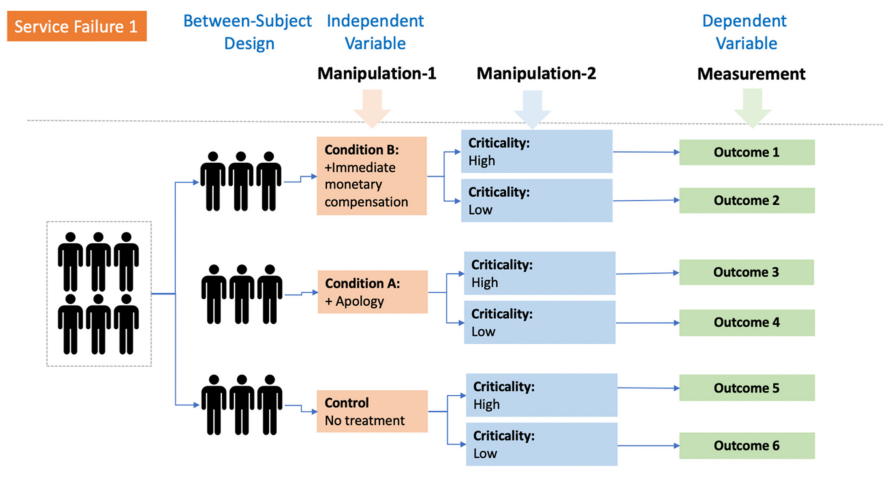 Service Failure 1
Between-Subject
Design
Independent
Variable
Dependent
Variable
Manipulation-1
Manipulation-2
Measurement
Condition B:
+Immediate
monetary
compensation
Criticality:
High
Outcome 1
Criticality:
Low
Outcome 2
Condition A:
+ Apology
Criticality:
High
Outcome 3
Criticality:
Low
Outcome 4
Control
No treatment
Criticality:
High
Outcome 5
Criticality:
Low
Outcome 6